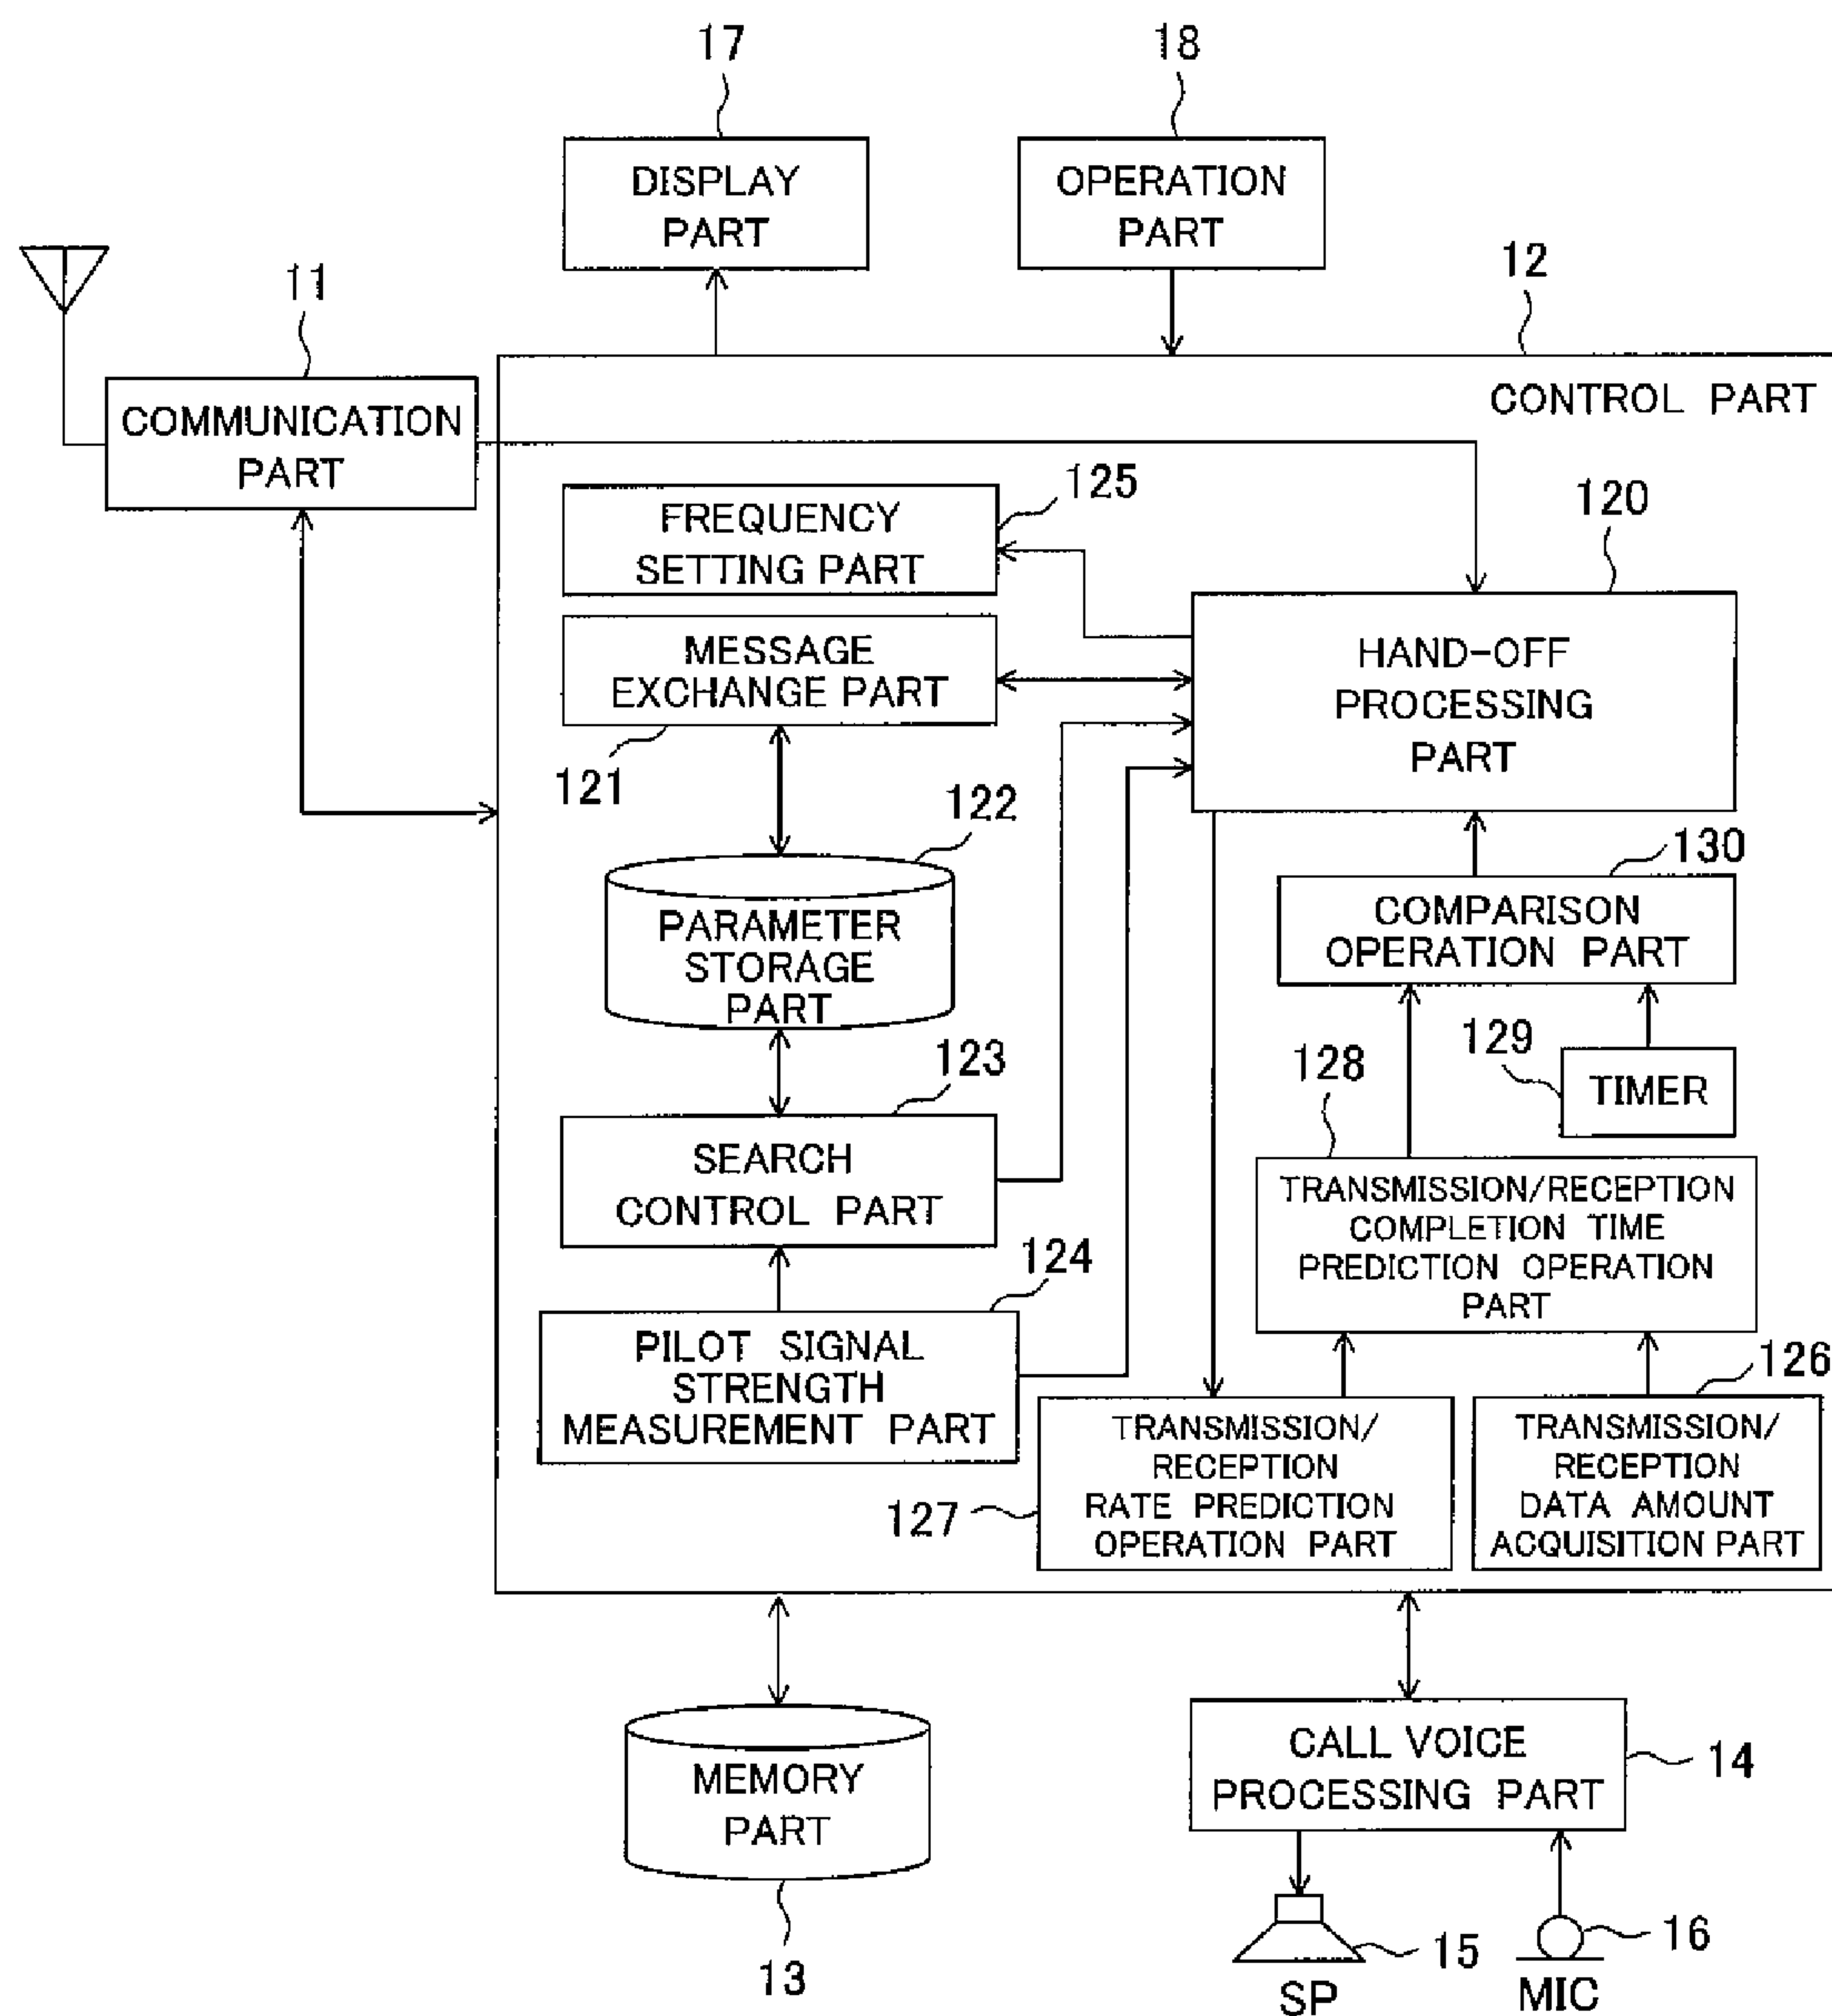 17
18
DISPLAY
PART
OPERATION
PART
12
11
CONTROL PART
COMMUNICATION
PART
125
120
FREQUENCY
SETTING PART
MESSAGE
EXCHANGE PART
121
HAND-OFF
PROCESSING
PART
122
130
PARAMETER
STORAGE
PART
COMPARISON
OPERATION PART
123
128
129
TIMER
SEARCH
CONTROL PART
TRANSMISSION/RECEPTION
COMPLETION TIME
PREDICTION OPERATION
PART
124
126
PILOT SIGNAL
STRENGTH
MEASUREMENT PART
127
TRANSMISSION/
RECEPTION
RATE PREDICTION
OPERATION PART
TRANSMISSION/
RECEPTION
DATA AMOUNT
ACQUISITION PART
MEMORY
PART
13
CALL VOICE
PROCESSING PART
14
15
SP
16
MIC